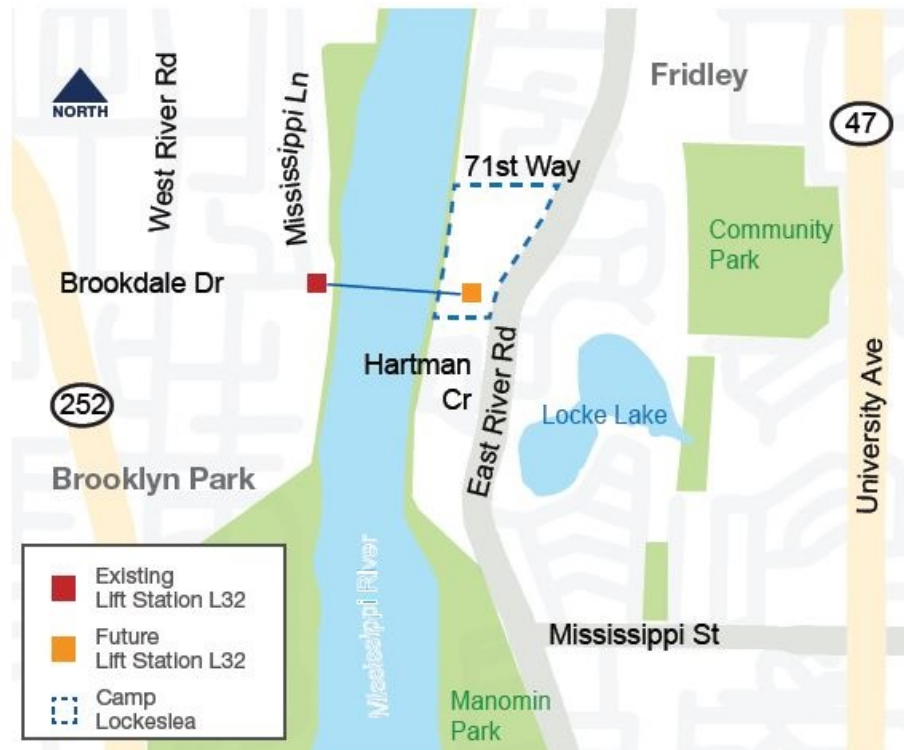 NORTH
West River Rd
Mississippi Ln
Fridley
47
71st Way
Community
Park
Brookdale Dr
Hartman
Cr
East River Rd
Locke Lake
252
University Ave
Brooklyn Park
Mississippi River
Existing
Lift Station L32
Future
Lift Station L32
Camp
Lockeslea
Mississippi St
Manomin
Park